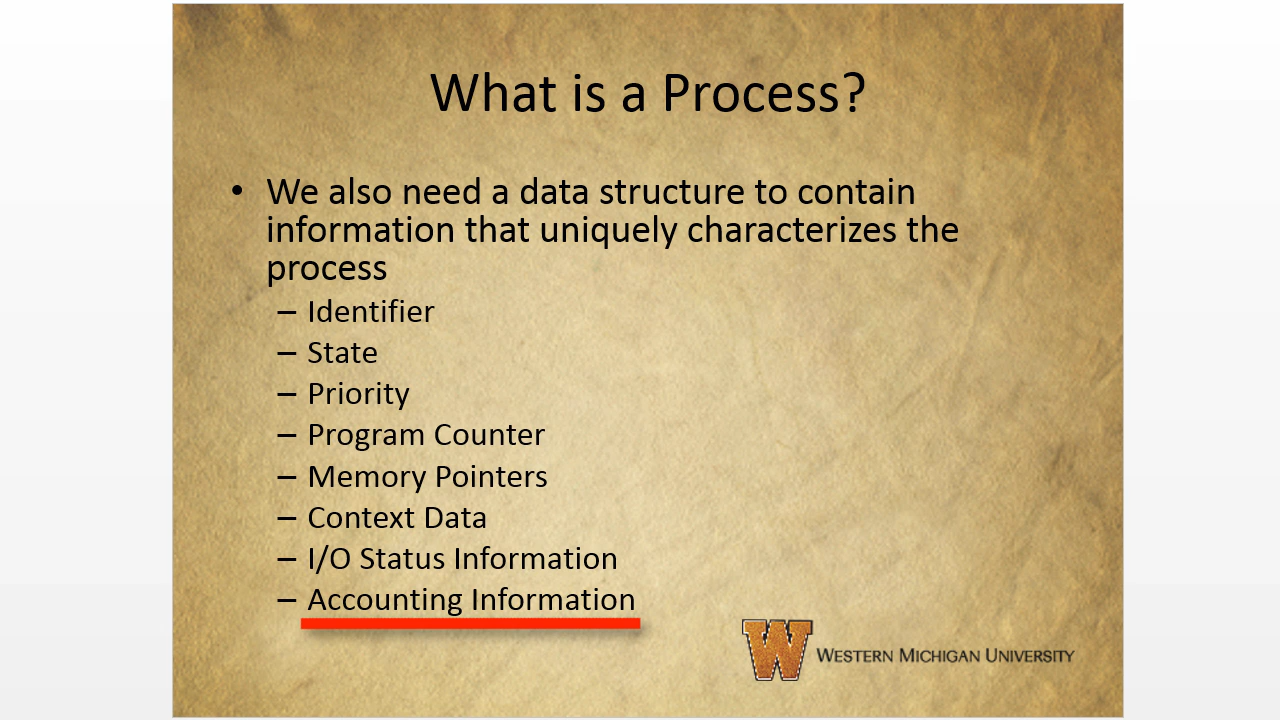 What is a Process?
• We also need a data structure to contain
information that uniquely characterizes the
process
– Identifier
– State
– Priority
– Program Counter
– Memory Pointers
– Context Data
– I/O Status Information
– Accounting Information
W WESTERN MICHIGAN UNIVERSITY